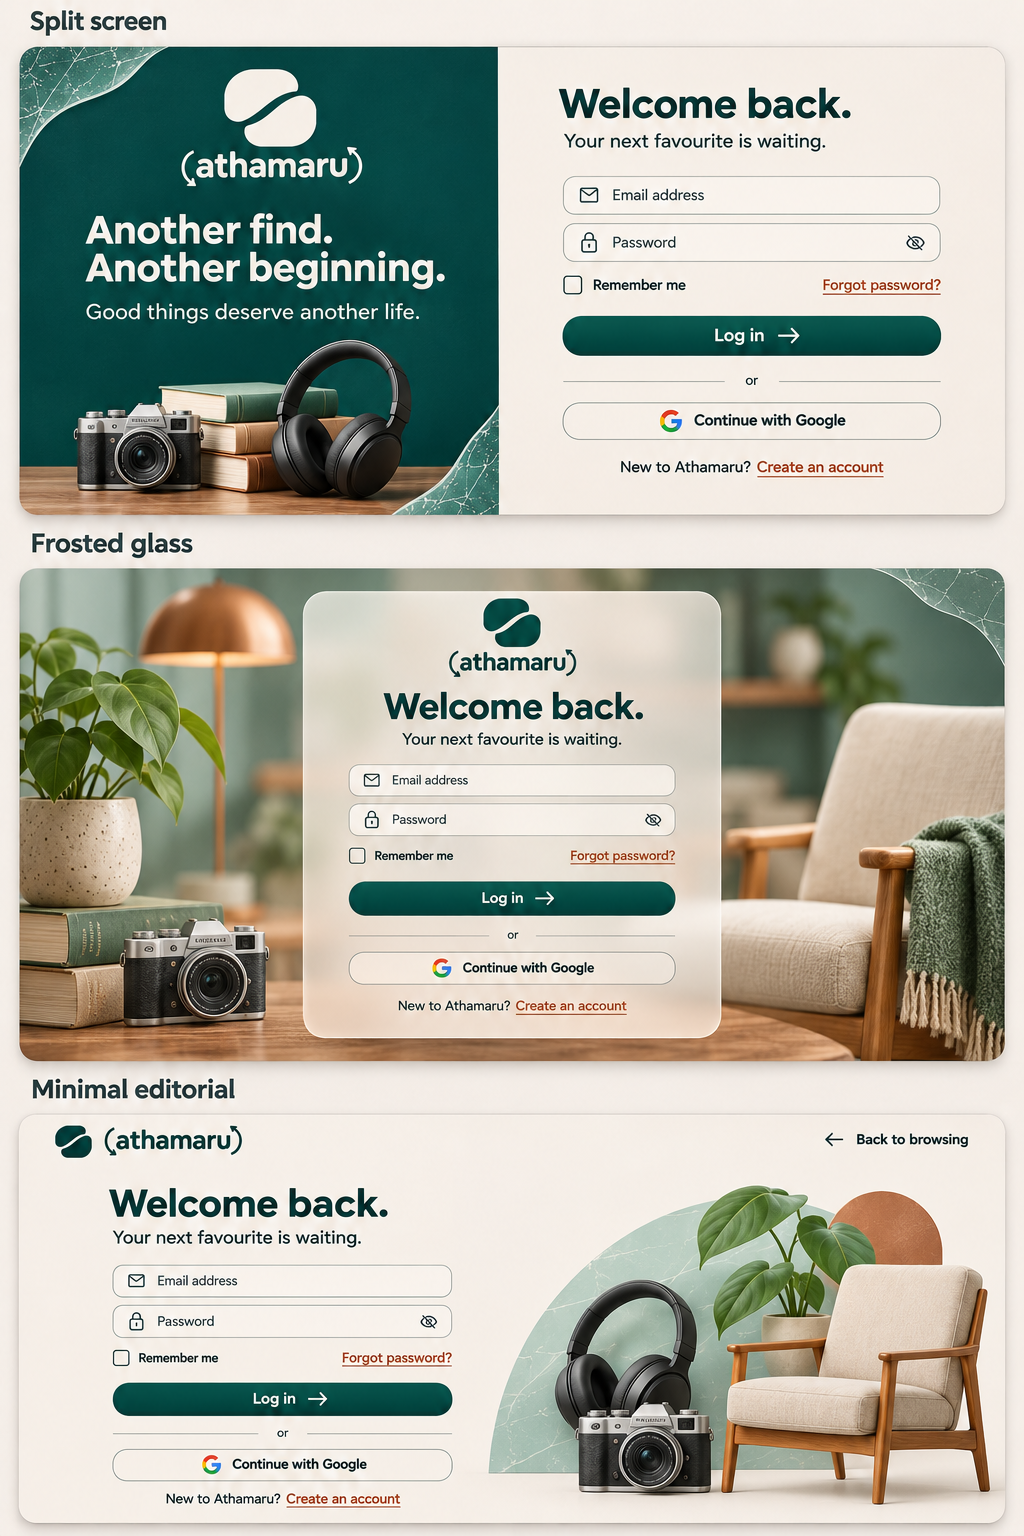 Split screen
(athamaru)
Another find.
Another beginning.
Good things deserve another life.
Welcome back.
Your next favourite is waiting.
Email address
Password
Remember me
Forgot password?
Log in →
or
Continue with Google
New to Athamaru? Create an account
Frosted glass
(athamaru)
Welcome back.
Your next favourite is waiting.
Email address
Password
Remember me
Forgot password?
Log in →
or
Continue with Google
New to Athamaru? Create an account
Minimal editorial
(athamaru)
← Back to browsing
Welcome back.
Your next favourite is waiting.
Email address
Password
Remember me
Forgot password?
Log in →
or
Continue with Google
New to Athamaru? Create an account